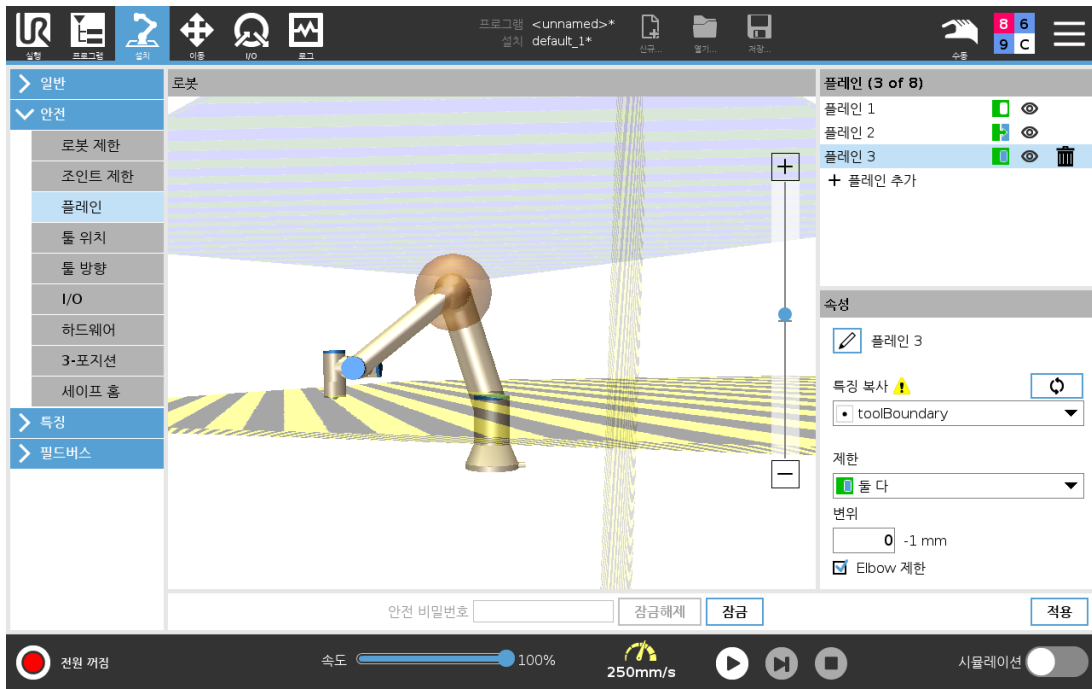 UR
실행
프로그램
설치
이동
I/O
로그
프로그램 <unnamed>*
설치 default_1*
신규...
열기...
저장...
수동
8 6
9 C
일반
안전
로봇 제한
조인트 제한
플레인
툴 위치
툴 방향
I/O
하드웨어
3-포지션
세이프 홈
특징
필드버스
로봇
플레인 (3 of 8)
플레인 1
플레인 2
플레인 3
+ 플레인 추가
속성
플레인 3
특징 복사
toolBoundary
제한
둘 다
변위
0 -1 mm
Elbow 제한
안전 비밀번호 잠금해제 잠금 적용
전원 꺼짐
속도 100%
250mm/s
시뮬레이션